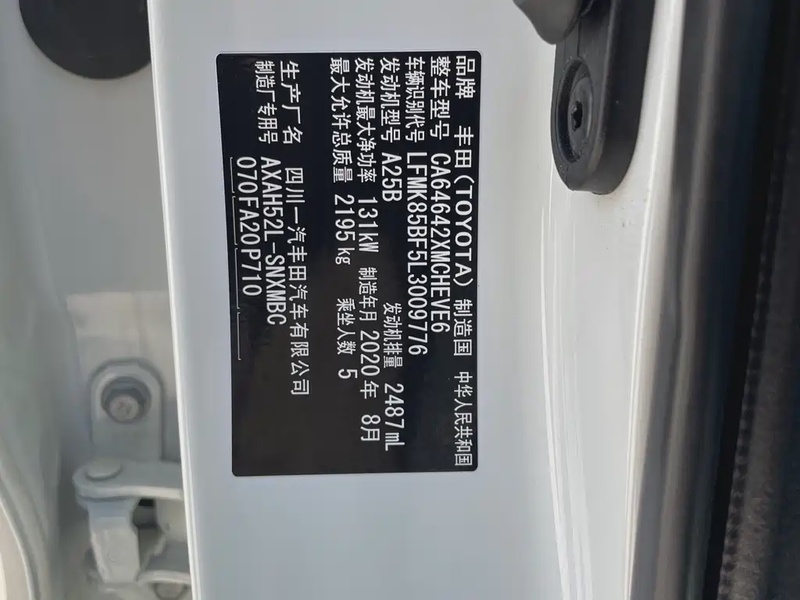 品牌 丰田(TOYOTA) 制造国 中华人民共和国
整车型号 CA64642XMCHEVE6
车辆识别代号 LFMK85BF5L3009776
发动机型号 A25B 发动机排量 2487mL
发动机最大净功率 131kW 制造年月 2020年 8月
最大允许总质量 2195kg 乘坐人数 5
生产厂名 四川一汽丰田汽车有限公司
制造厂专用号 AXAH52L-SNXMBC
070FA20P710